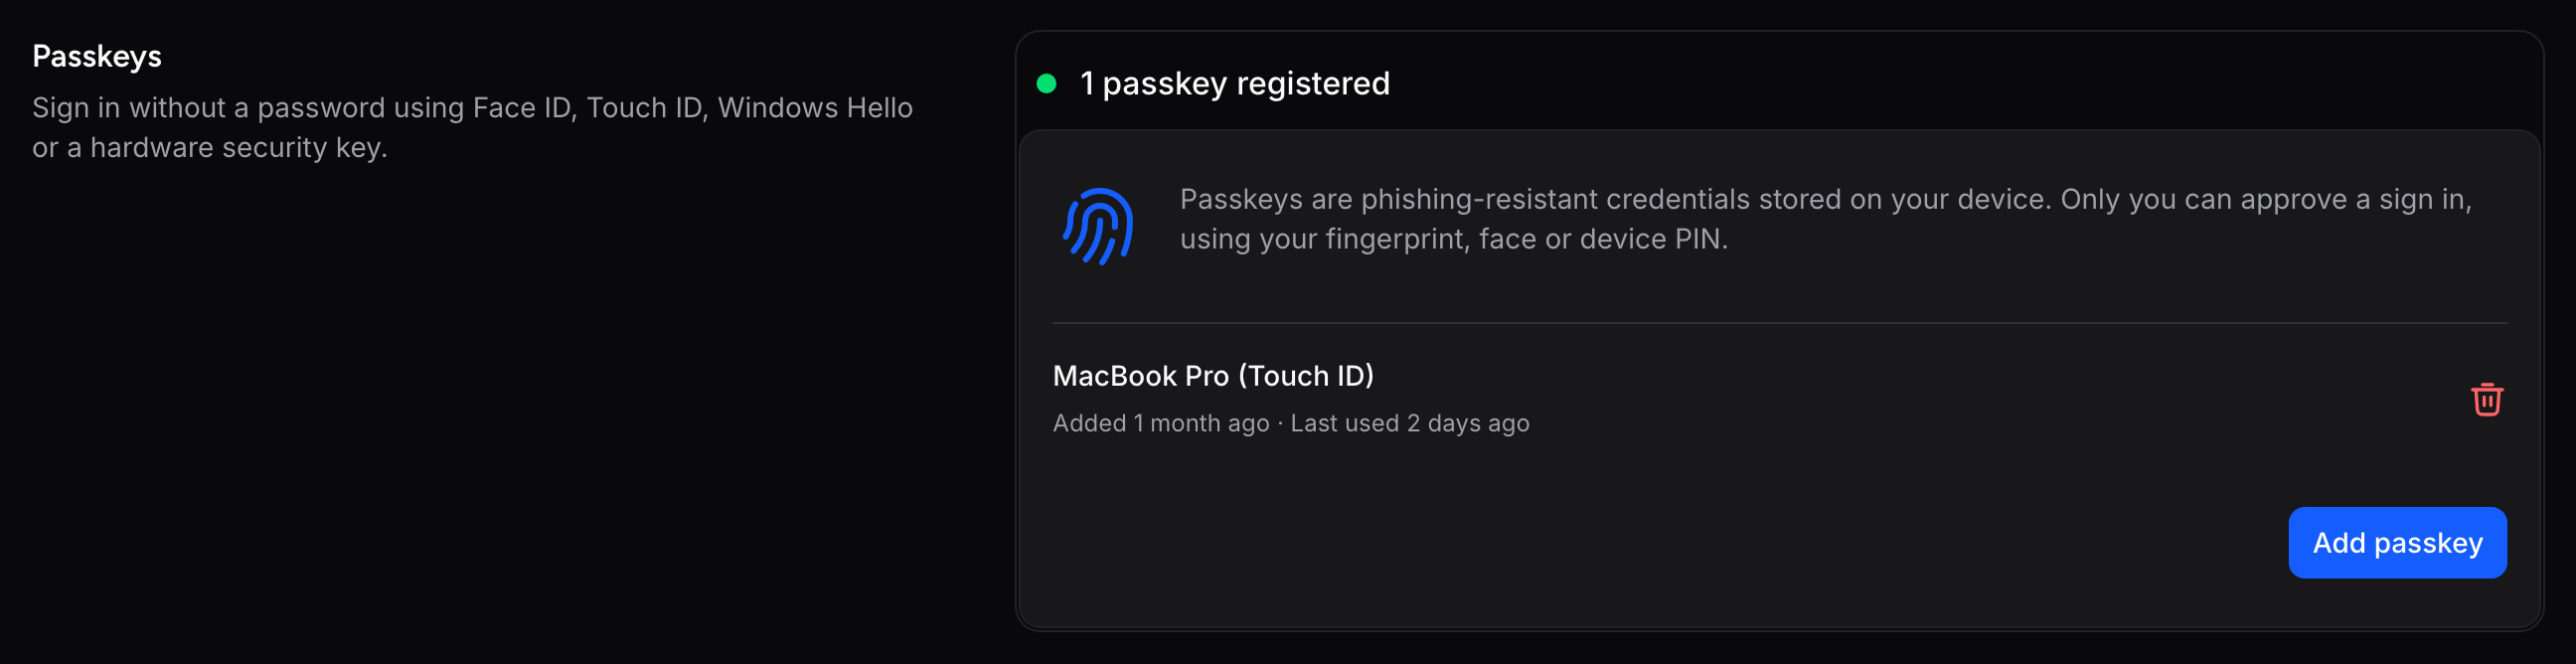 Passkeys
Sign in without a password using Face ID, Touch ID, Windows Hello
or a hardware security key.
1 passkey registered
Passkeys are phishing-resistant credentials stored on your device. Only you can approve a sign in,
using your fingerprint, face or device PIN.
MacBook Pro (Touch ID)
Added 1 month ago · Last used 2 days ago
Add passkey